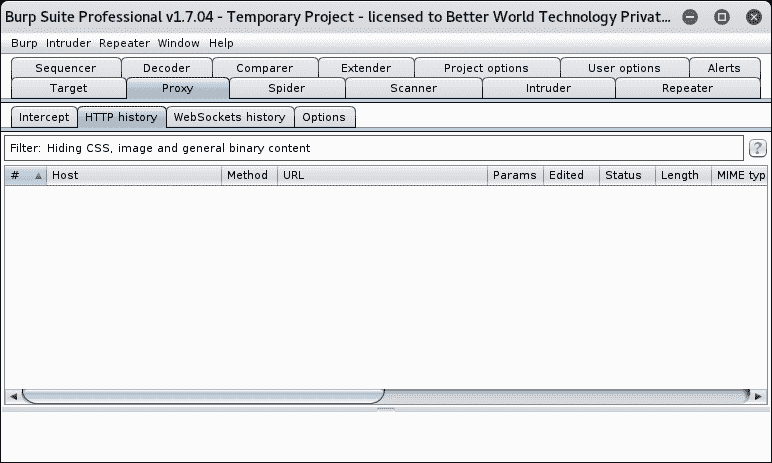 Burp Suite Professional v1.7.04 - Temporary Project - licensed to Better World Technology Privat...
Burp Intruder Repeater Window Help
Sequencer Decoder Comparer Extender Project options User options Alerts
Target Proxy Spider Scanner Intruder Repeater
Intercept HTTP history WebSockets history Options
Filter: Hiding CSS, image and general binary content ?
# Host Method URL Params Edited Status Length MIME typ